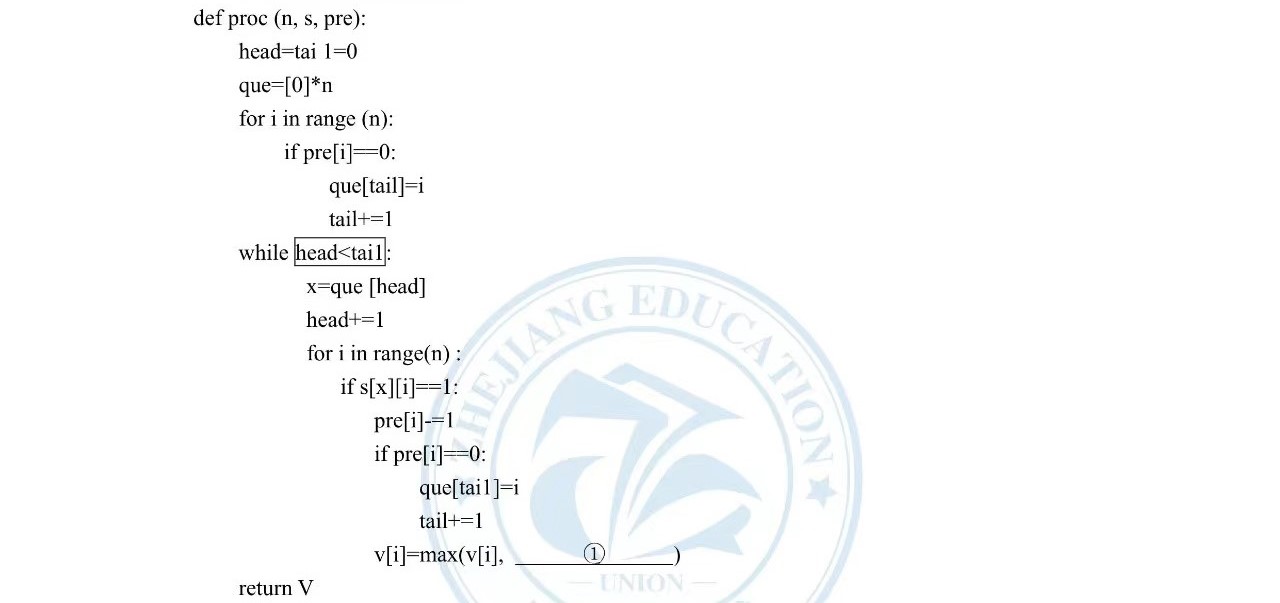 def proc (n, s, pre):
head=tai 1=0
que=[0]*n
for i in range (n):
if pre[i]==0:
que[tail]=i
tail+=1
while head<tai1:
x=que [head]
head+=1
for i in range(n) :
if s[x][i]==1:
pre[i]-=1
if pre[i]==0:
que[tai1]=i
tail+=1
v[i]=max(v[i], ① )
return V
ZHEJIANG EDUCATION
UNION